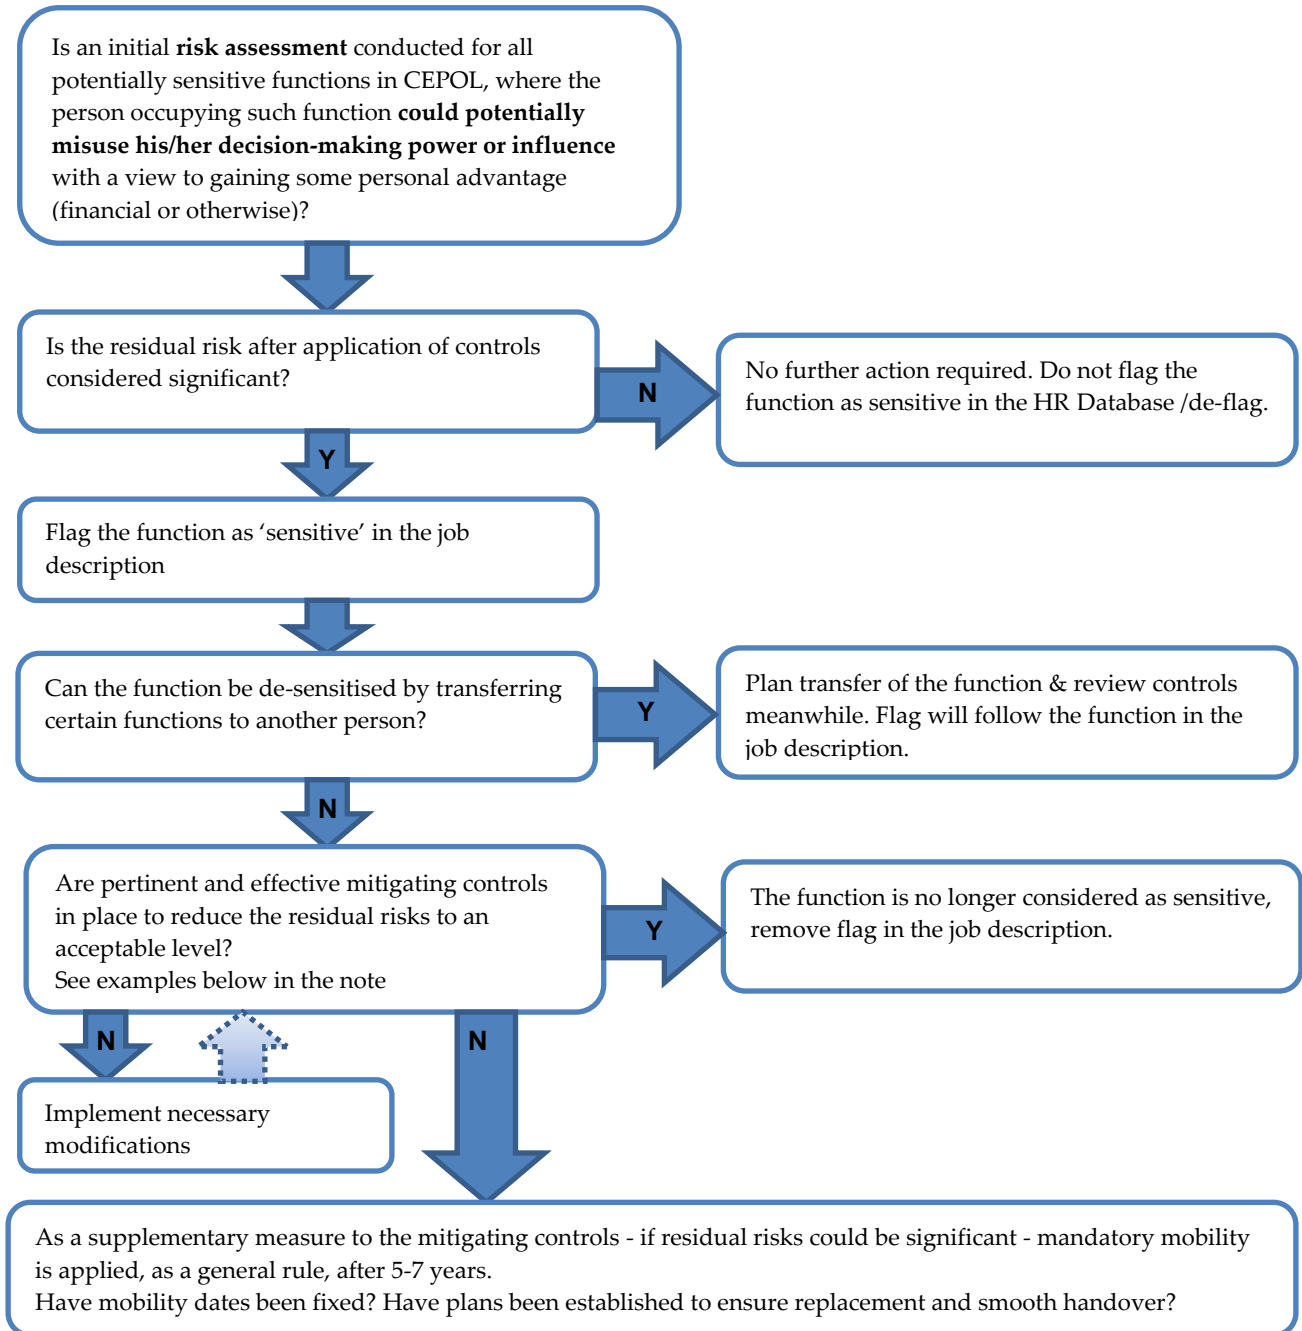 Is an initial risk assessment conducted for all
potentially sensitive functions in CEPOL, where the
person occupying such function could potentially
misuse his/her decision-making power or influence
with a view to gaining some personal advantage
(financial or otherwise)?
Is the residual risk after application of controls
considered significant?
N
No further action required. Do not flag the
function as sensitive in the HR Database /de-flag.
Y
Flag the function as ‘sensitive’ in the job
description
Can the function be de-sensitised by transferring
certain functions to another person?
Y
Plan transfer of the function & review controls
meanwhile. Flag will follow the function in the
job description.
N
Are pertinent and effective mitigating controls
in place to reduce the residual risks to an
acceptable level?
See examples below in the note
Y
The function is no longer considered as sensitive,
remove flag in the job description.
N
N
Implement necessary
modifications
As a supplementary measure to the mitigating controls - if residual risks could be significant - mandatory mobility
is applied, as a general rule, after 5-7 years.
Have mobility dates been fixed? Have plans been established to ensure replacement and smooth handover?